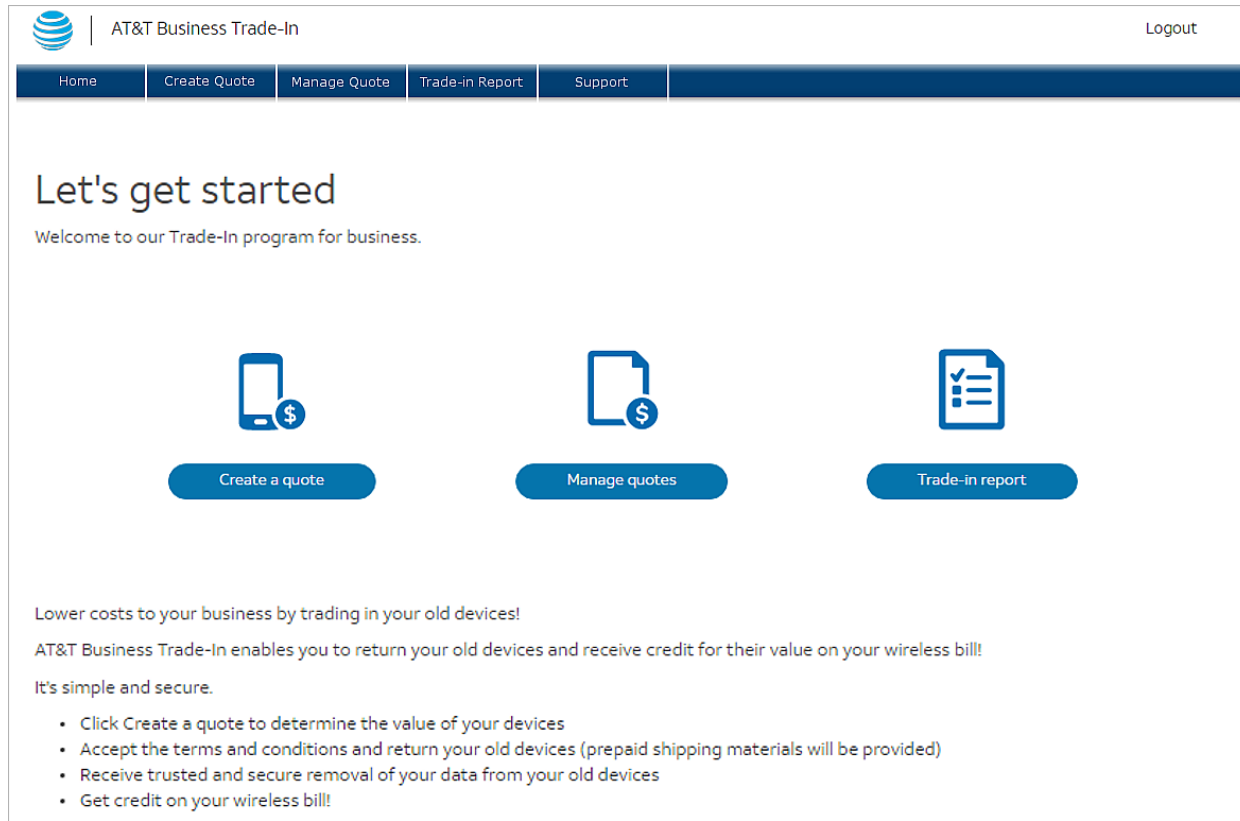 AT&T Business Trade-In
Logout
Home
Create Quote
Manage Quote
Trade-in Report
Support
Let's get started
Welcome to our Trade-In program for business.
$
$
Create a quote
Manage quotes
Trade-in report
Lower costs to your business by trading in your old devices!
AT&T Business Trade-In enables you to return your old devices and receive credit for their value on your wireless bill!
It's simple and secure.
• Click Create a quote to determine the value of your devices
• Accept the terms and conditions and return your old devices (prepaid shipping materials will be provided)
• Receive trusted and secure removal of your data from your old devices
• Get credit on your wireless bill!